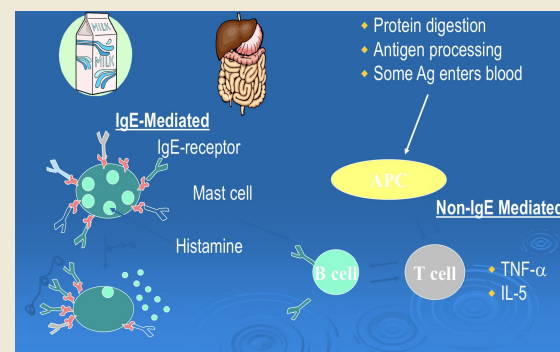 MILK
MILK
Protein digestion
Antigen processing
Some Ag enters blood
IgE-Mediated
IgE-receptor
APC
Mast cell
Non-IgE Mediated
Histamine
B cell
T cell
TNF-α
IL-5